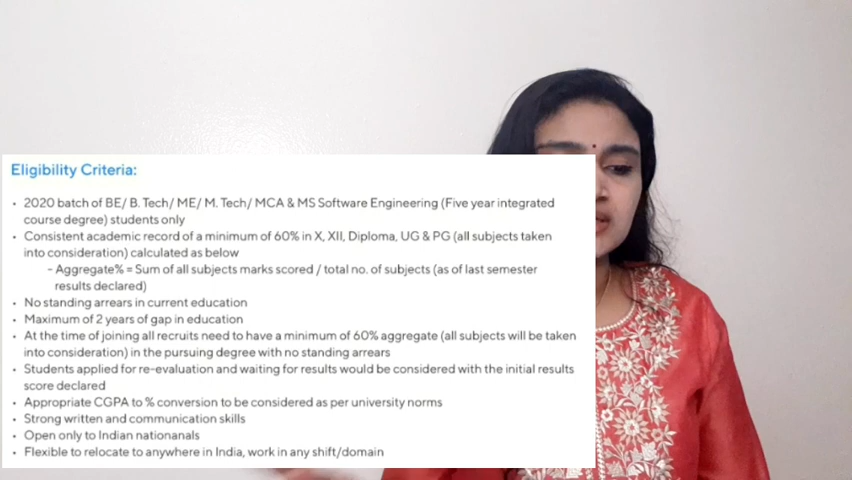 Eligibility Criteria:
• 2020 batch of BE/ B. Tech/ ME/ M. Tech/ MCA & MS Software Engineering (Five year integrated
course degree) students only
• Consistent academic record of a minimum of 60% in X, XII, Diploma, UG & PG (all subjects taken
into consideration) calculated as below
– Aggregate% = Sum of all subjects marks scored / total no. of subjects (as of last semester
results declared)
• No standing arrears in current education
• Maximum of 2 years of gap in education
• At the time of joining all recruits need to have a minimum of 60% aggregate (all subjects will be taken
into consideration) in the pursuing degree with no standing arrears
• Students applied for re-evaluation and waiting for results would be considered with the initial results
score declared
• Appropriate CGPA to % conversion to be considered as per university norms
• Strong written and communication skills
• Open only to Indian nationanals
• Flexible to relocate to anywhere in India, work in any shift/domain